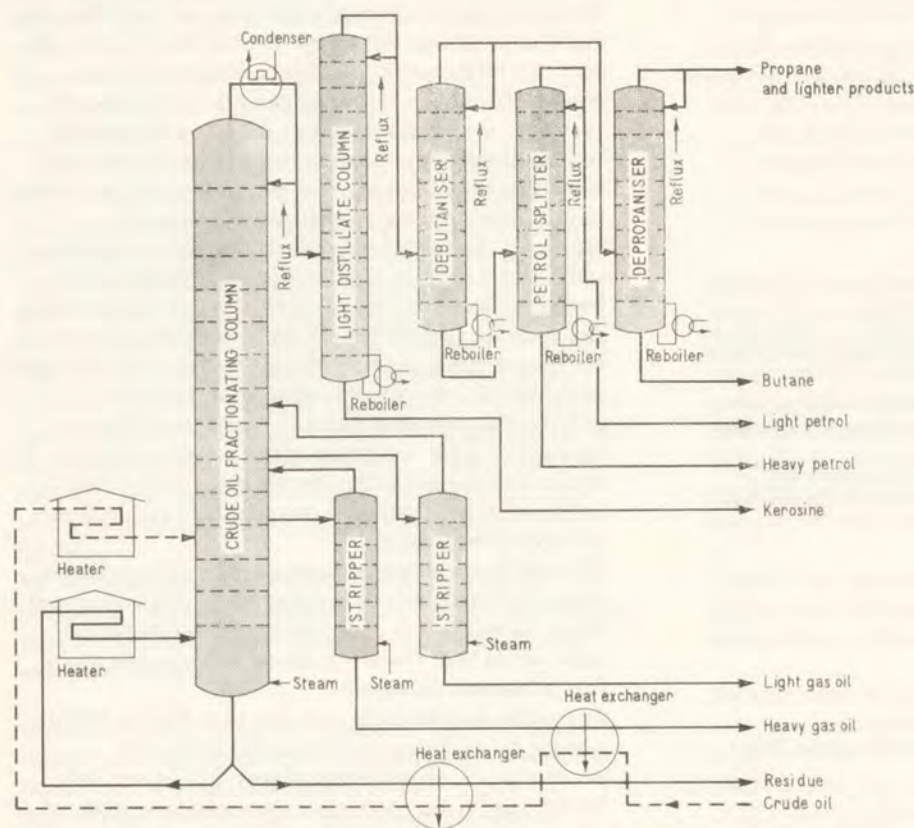 Condenser
Propane
and lighter products
Reflux
Reflux
Reflux
Reflux
Reflux
CRUDE OIL FRACTIONATING COLUMN
LIGHT DISTILLATE COLUMN
DEBUTANISER
PETROL SPLITTER
DEPROPANISER
Reboiler
Reboiler
Reboiler
Reboiler
Butane
Light petrol
Heavy petrol
Kerosine
Heater
Heater
STRIPPER
STRIPPER
Steam
Steam
Steam
Light gas oil
Heat exchanger
Heavy gas oil
Heat exchanger
Residue
Crude oil